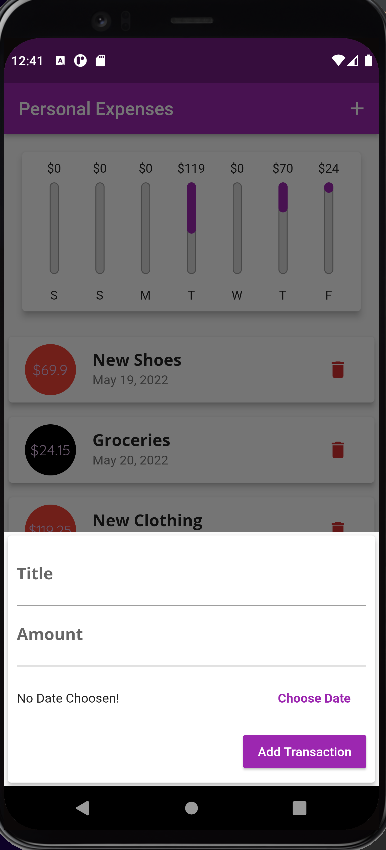 12:41 A
Personal Expenses +
$0 $0 $0 $119 $0 $70 $24
S S M T W T F
New Shoes
$69.9
May 19, 2022
Groceries
$24.15
May 20, 2022
New Clothing
$119.25
Title
Amount
No Date Choosen! Choose Date
Add Transaction